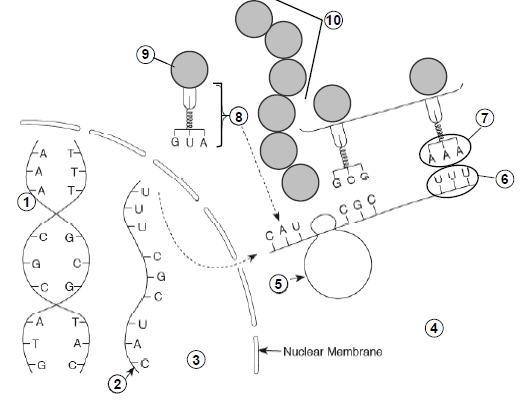 10
9
8
7
G U A
A A A
G C G
6
U U U
A T
A T
A T
1
U
U
U
C A U
C G C
C G
G C
C G
C
G
C
5
A T
T A
G C
U
A
C
4
3
Nuclear Membrane
2